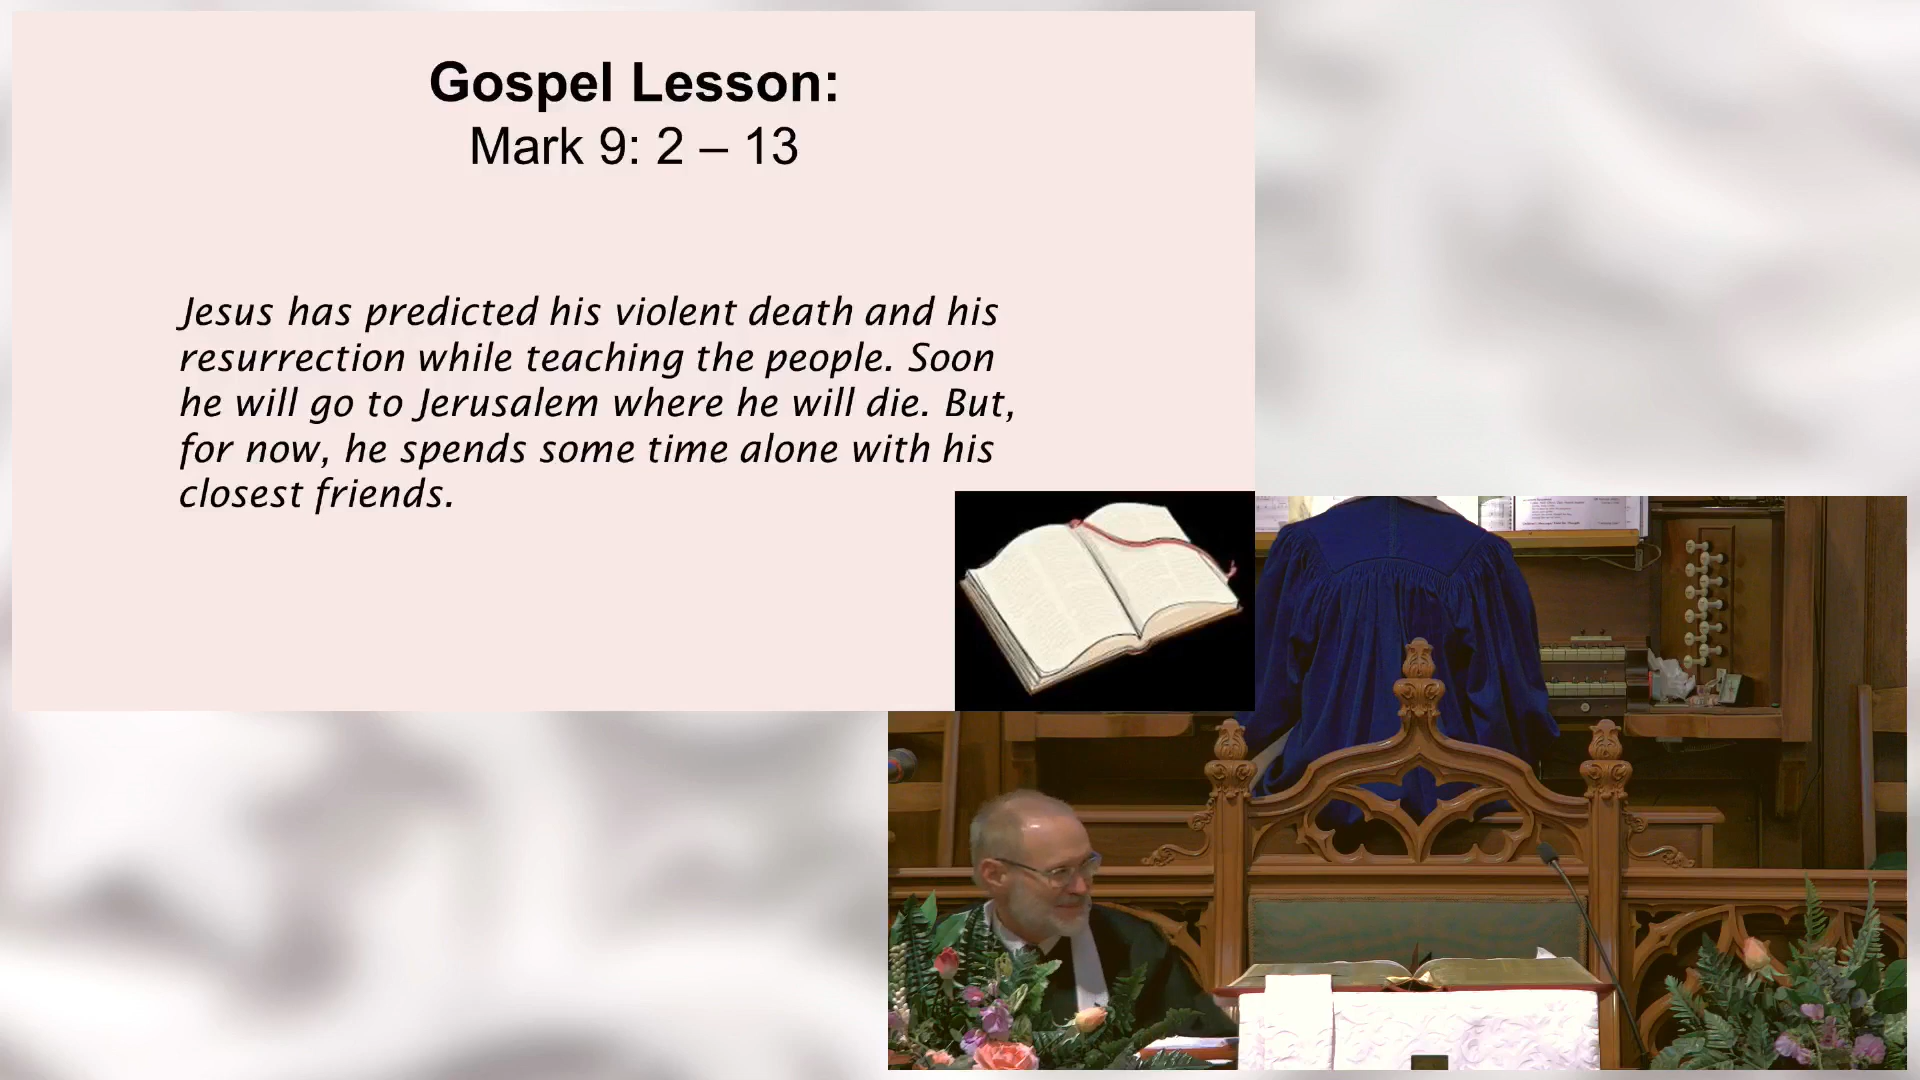 Gospel Lesson:
Mark 9: 2 – 13
Jesus has predicted his violent death and his
resurrection while teaching the people. Soon
he will go to Jerusalem where he will die. But,
for now, he spends some time alone with his
closest friends.